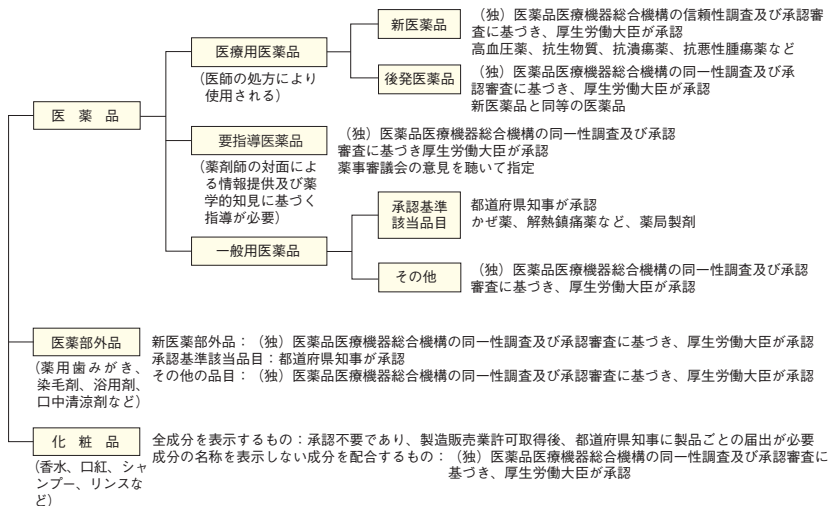 医 薬 品
医療用医薬品
(医師の処方により
使用される)
新医薬品
(独)医薬品医療機器総合機構の信頼性調査及び承認審
査に基づき、厚生労働大臣が承認
高血圧薬、抗生物質、抗潰瘍薬、抗悪性腫瘍薬など
後発医薬品
(独)医薬品医療機器総合機構の同一性調査及び承
認審査に基づき、厚生労働大臣が承認
新医薬品と同等の医薬品
要指導医薬品
(薬剤師の対面によ
る情報提供及び薬
学的知見に基づく
指導が必要)
(独)医薬品医療機器総合機構の同一性調査及び承認
審査に基づき厚生労働大臣が承認
薬事審議会の意見を聴いて指定
一般用医薬品
承認基準
該当品目
都道府県知事が承認
かぜ薬、解熱鎮痛薬など、薬局製剤
その他
(独)医薬品医療機器総合機構の同一性調査及び承認
審査に基づき、厚生労働大臣が承認
医薬部外品
(薬用歯みがき、
染毛剤、浴用剤、
口中清涼剤など)
新医薬部外品:(独)医薬品医療機器総合機構の同一性調査及び承認審査に基づき、厚生労働大臣が承認
承認基準該当品目:都道府県知事が承認
その他の品目:(独)医薬品医療機器総合機構の同一性調査及び承認審査に基づき、厚生労働大臣が承認
化 粧 品
(香水、口紅、シャ
ンプー、リンスな
ど)
全成分を表示するもの:承認不要であり、製造販売業許可取得後、都道府県知事に製品ごとの届出が必要
成分の名称を表示しない成分を配合するもの:(独)医薬品医療機器総合機構の同一性調査及び承認審査に
基づき、厚生労働大臣が承認